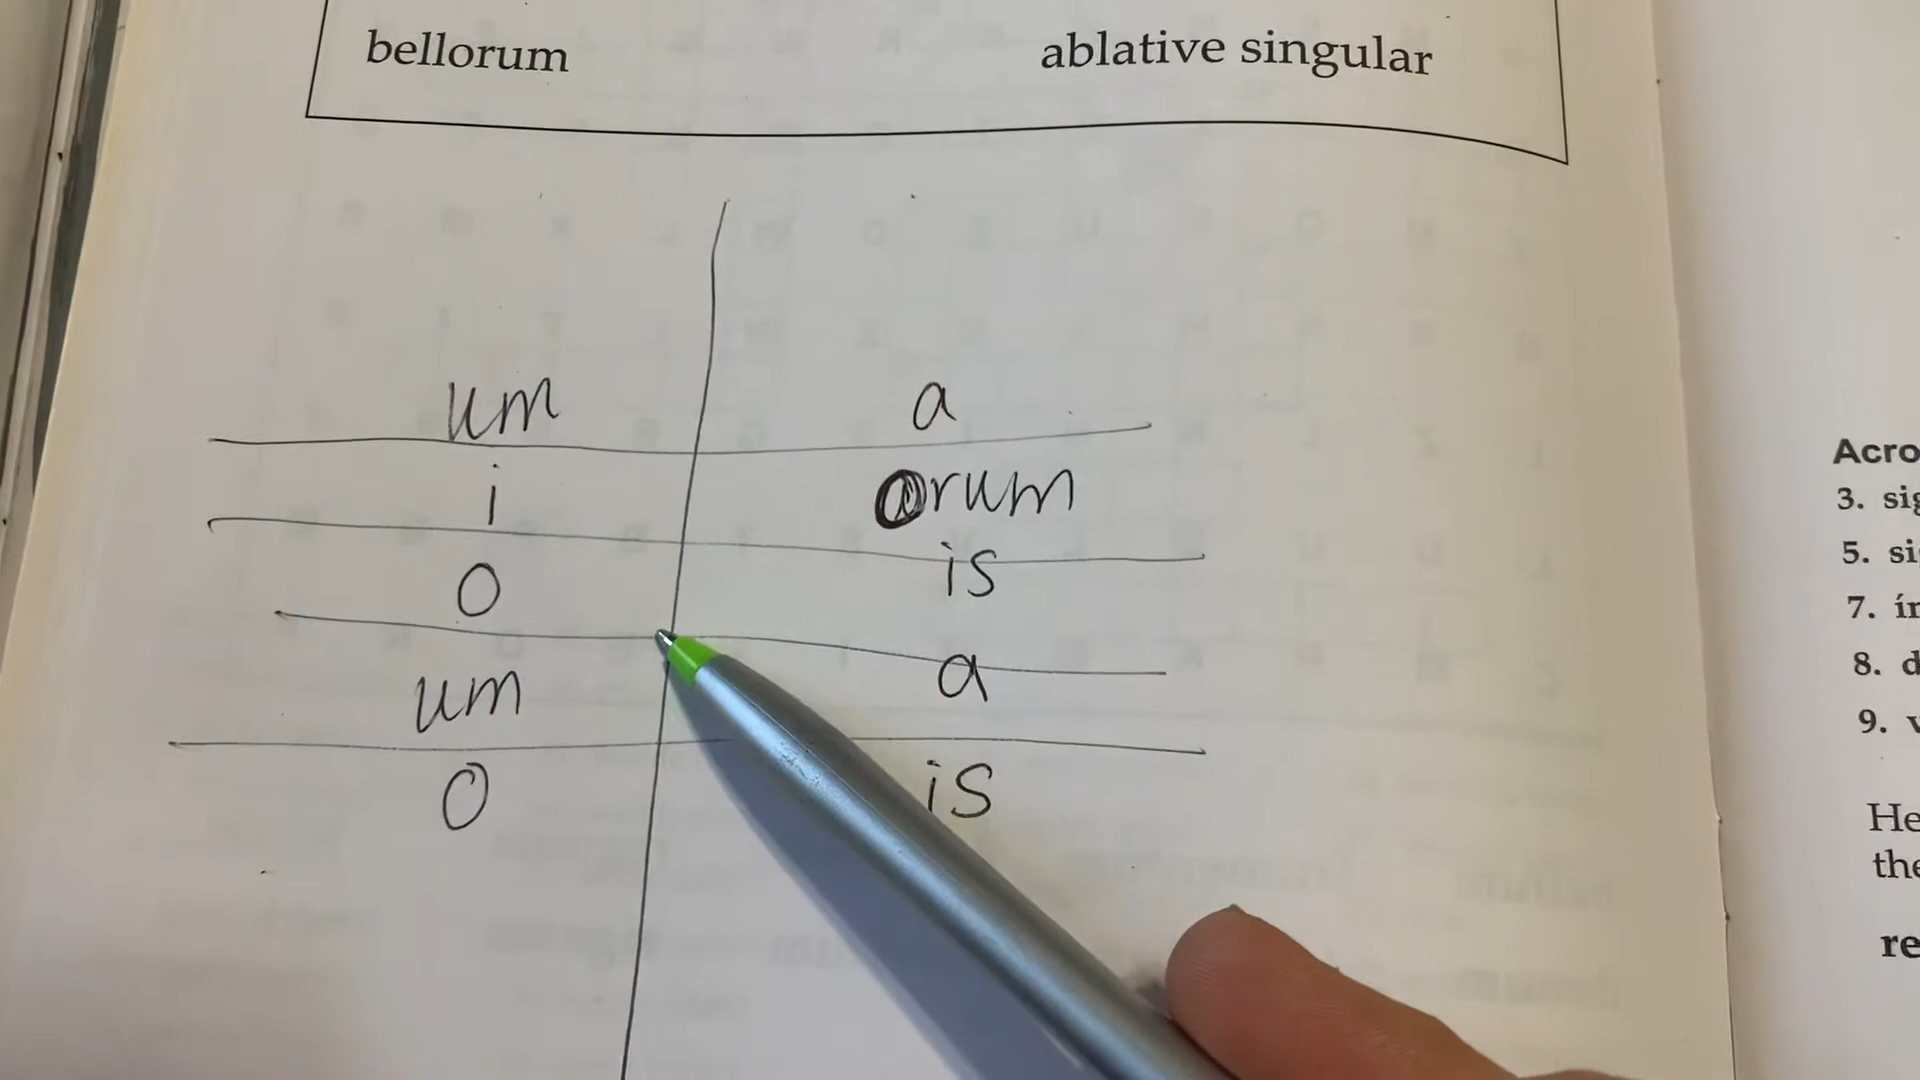 bellorum ablative singular
um a
i orum
o is
um a
o is
Acro
3. sig
5. si
7. ír
8. d
9. v
He
the
re